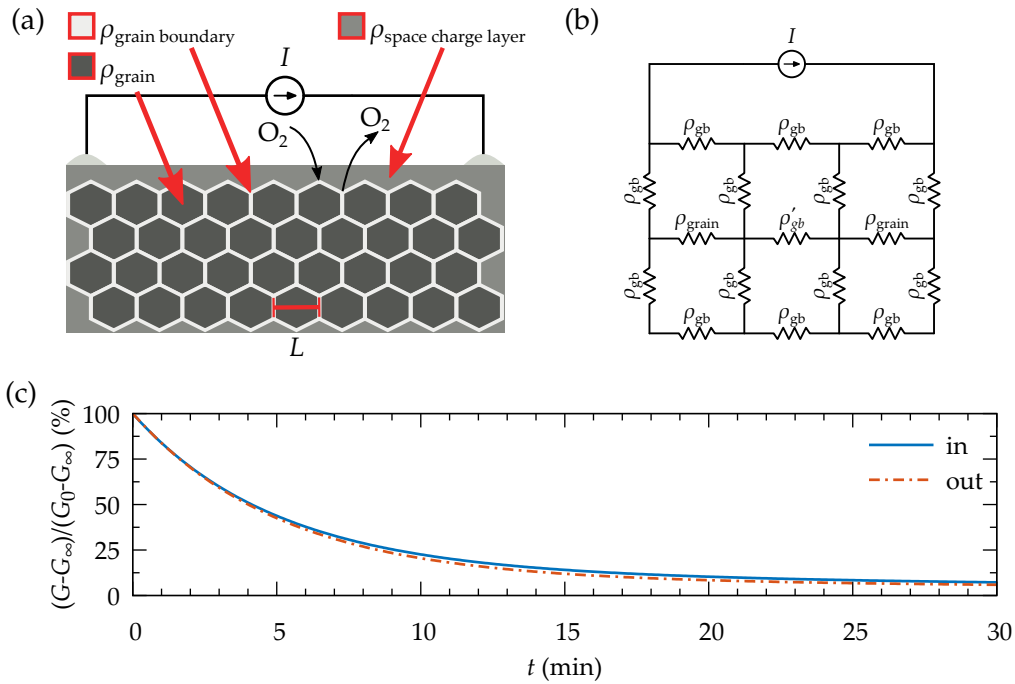 (a)
ρgrain boundary
ρspace charge layer
ρgrain
I
O2
O2
L
(b)
I
ρgb ρgb ρgb
ρgb ρgb ρgb ρgb
ρgrain ρ′gb ρgrain
ρgb ρgb ρgb ρgb
ρgb ρgb ρgb
(c)
(G-G∞)/(G0-G∞) (%)
100
75
50
25
0
in
out
0 5 10 15 20 25 30
t (min)